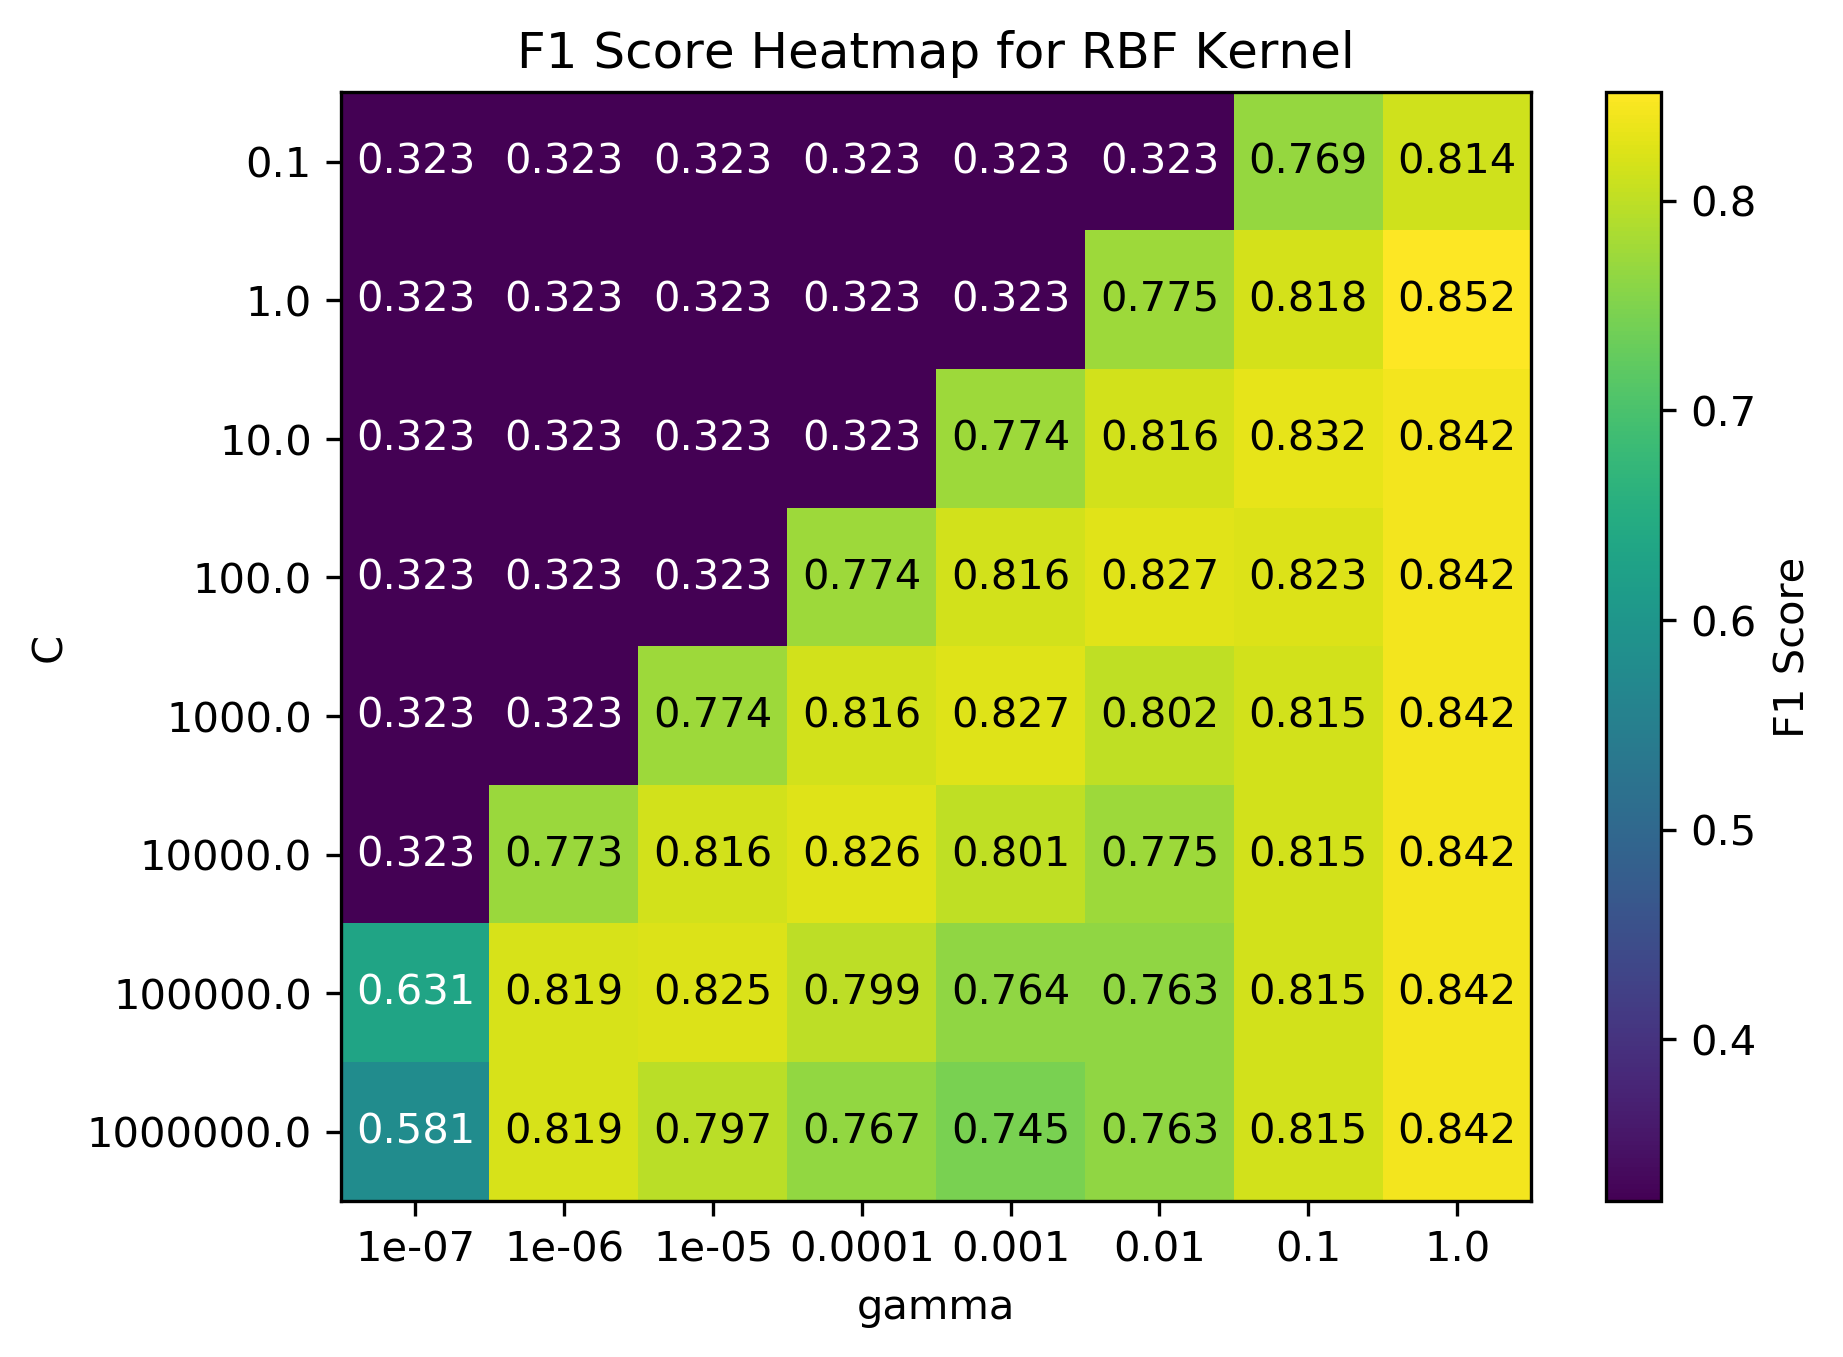 F1 Score Heatmap for RBF Kernel
0.1 0.323 0.323 0.323 0.323 0.323 0.323 0.769 0.814
1.0 0.323 0.323 0.323 0.323 0.323 0.775 0.818 0.852
10.0 0.323 0.323 0.323 0.323 0.774 0.816 0.832 0.842
100.0 0.323 0.323 0.323 0.774 0.816 0.827 0.823 0.842
1000.0 0.323 0.323 0.774 0.816 0.827 0.802 0.815 0.842
10000.0 0.323 0.773 0.816 0.826 0.801 0.775 0.815 0.842
100000.0 0.631 0.819 0.825 0.799 0.764 0.763 0.815 0.842
1000000.0 0.581 0.819 0.797 0.767 0.745 0.763 0.815 0.842
1e-07 1e-06 1e-05 0.0001 0.001 0.01 0.1 1.0
gamma
C
0.8
0.7
0.6
0.5
0.4
F1 Score